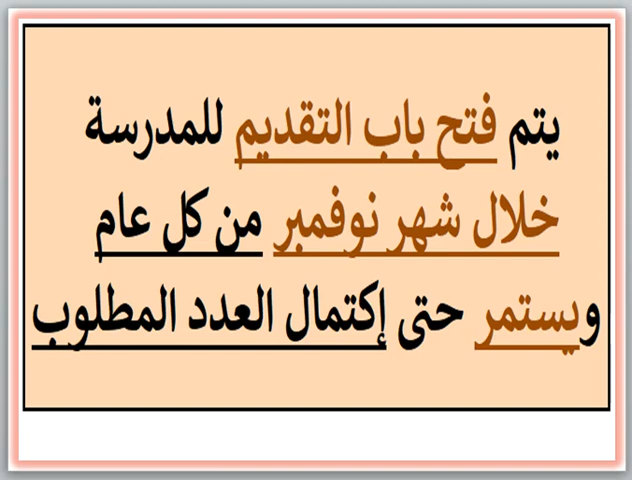 يتم فتح باب التقديم للمدرسة
خلال شهر نوفمبر من كل عام
ويستمر حتى إكتمال العدد المطلوب